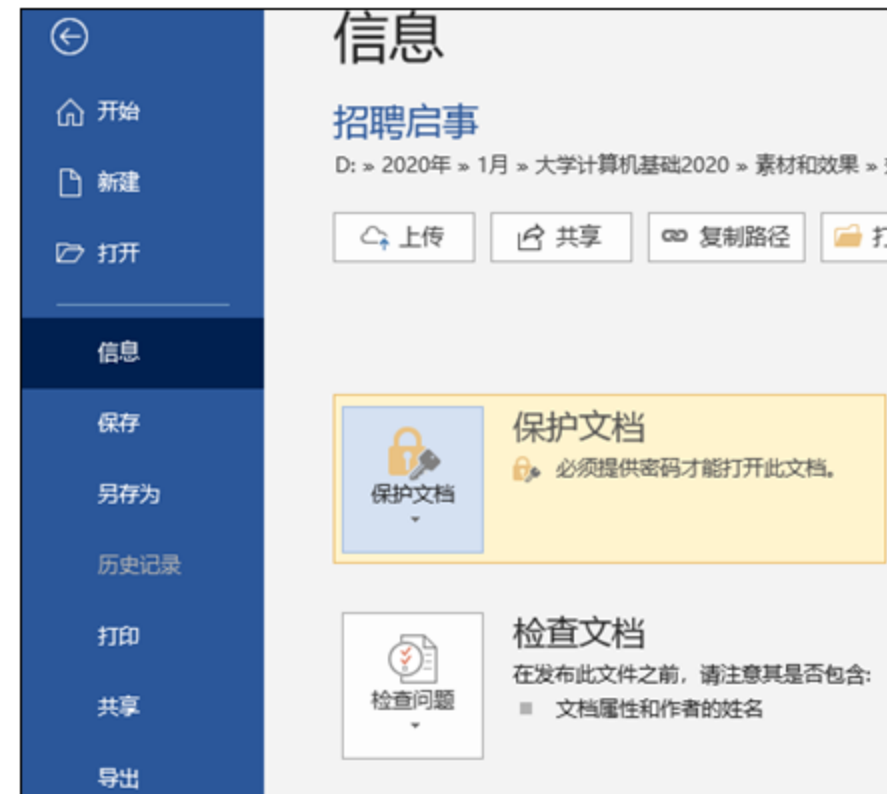 信息
招聘启事
D: » 2020年 » 1月 » 大学计算机基础2020 » 素材和效果 »
上传
共享
复制路径
开始
新建
打开
信息
保存
另存为
历史记录
打印
共享
导出
保护文档
保护文档
必须提供密码才能打开此文档。
检查问题
检查文档
在发布此文件之前，请注意其是否包含:
文档属性和作者的姓名